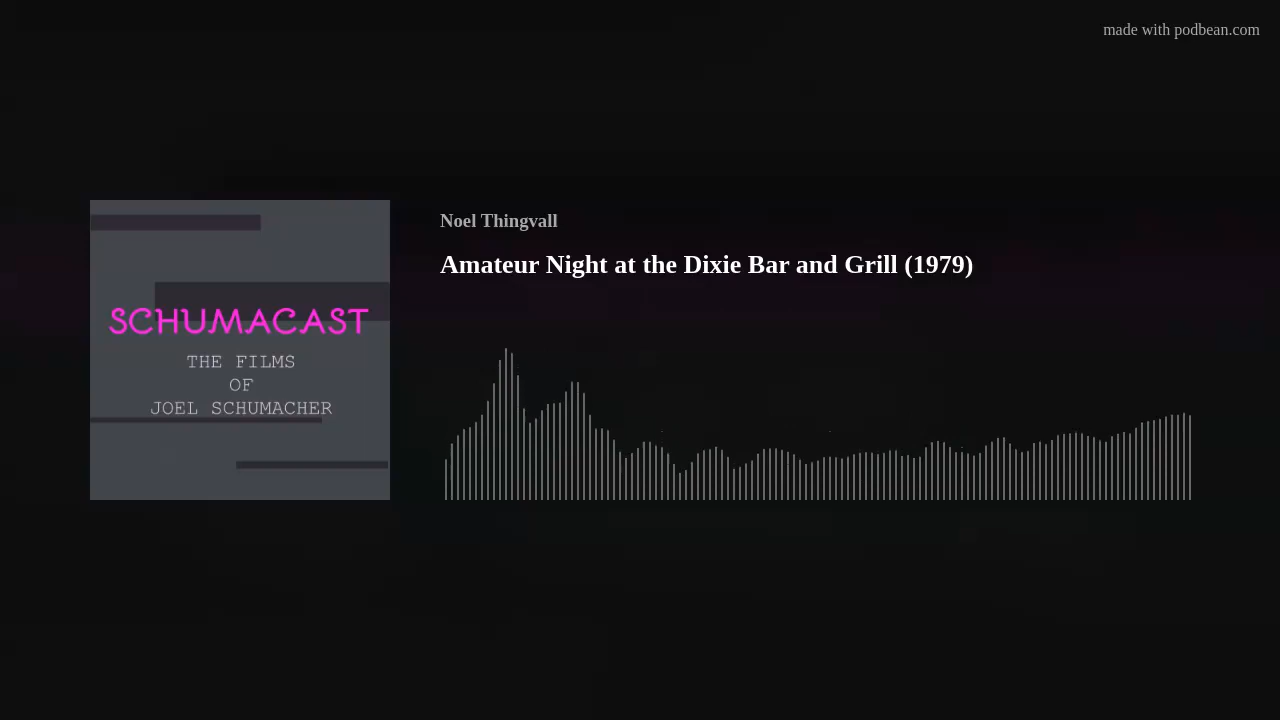 made with podbean.com
Noel Thingvall
Amateur Night at the Dixie Bar and Grill (1979)
SCHUMACAST
THE FILMS
OF
JOEL SCHUMACHER